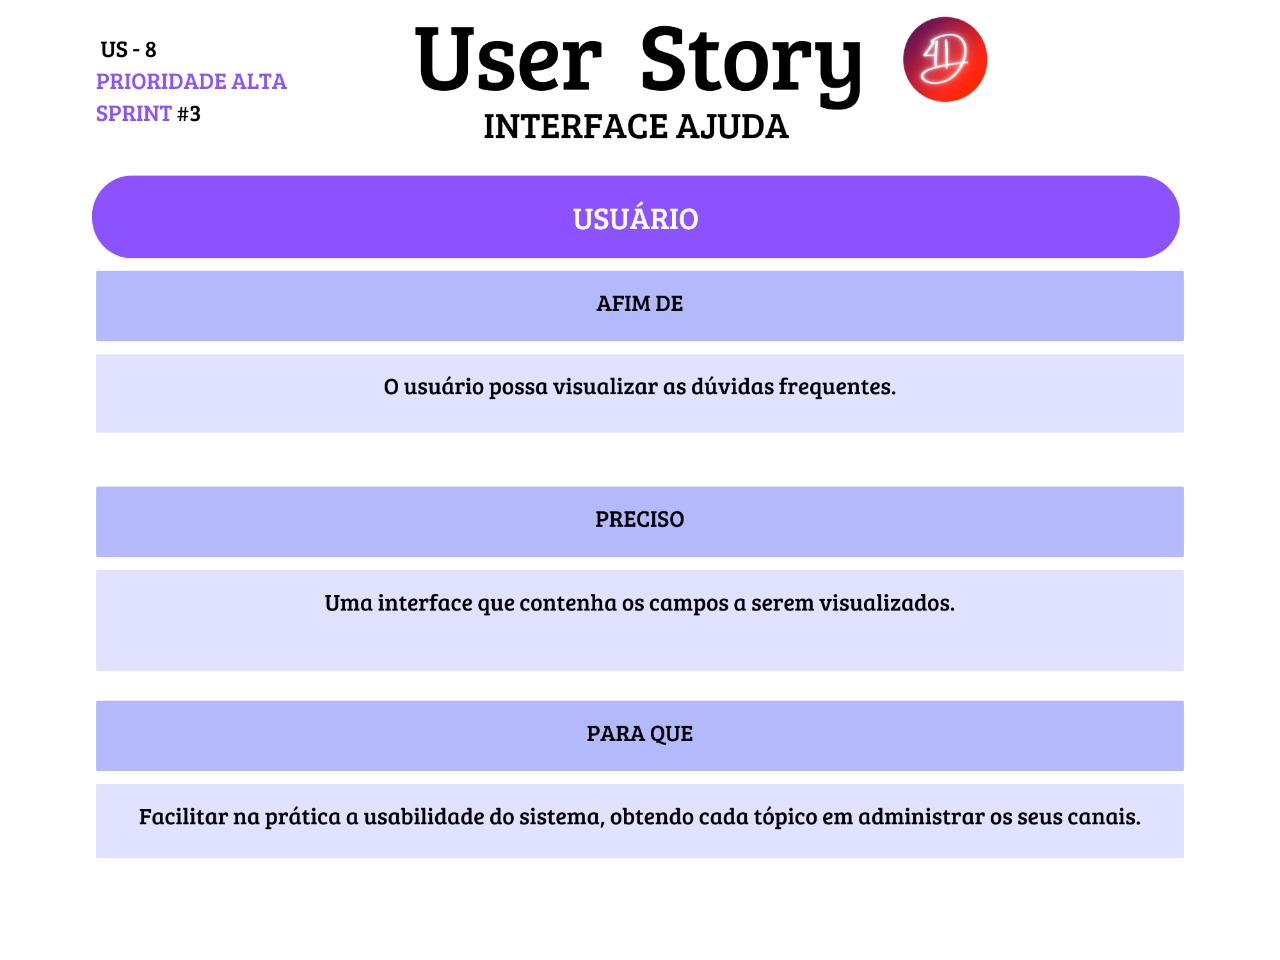 US - 8
PRIORIDADE ALTA
SPRINT #3
User Story
INTERFACE AJUDA
USUÁRIO
AFIM DE
O usuário possa visualizar as dúvidas frequentes.
PRECISO
Uma interface que contenha os campos a serem visualizados.
PARA QUE
Facilitar na prática a usabilidade do sistema, obtendo cada tópico em administrar os seus canais.